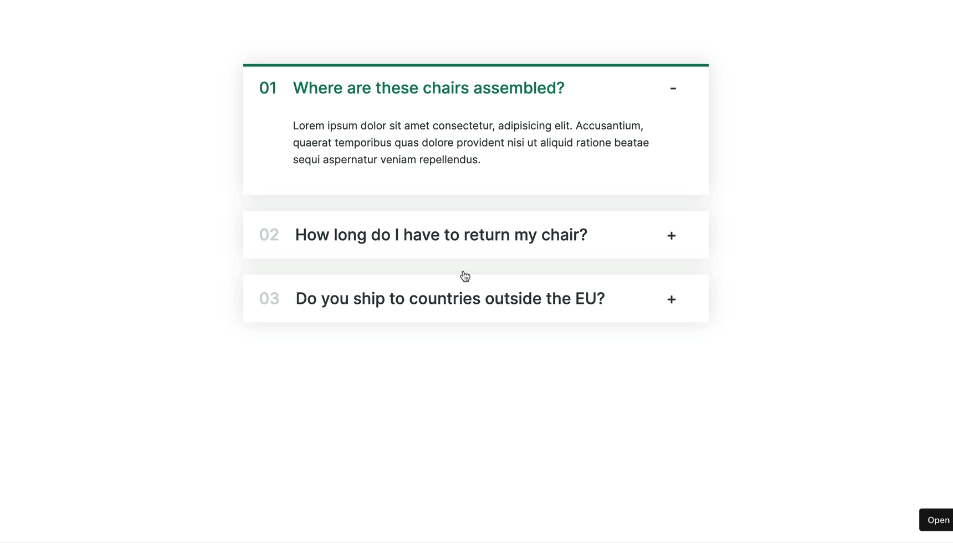 01 Where are these chairs assembled? -
Lorem ipsum dolor sit amet consectetur, adipisicing elit. Accusantium,
quaerat temporibus quas dolore provident nisi ut aliquid ratione beatae
sequi aspernatur veniam repellendus.
02 How long do I have to return my chair? +
03 Do you ship to countries outside the EU? +
Open